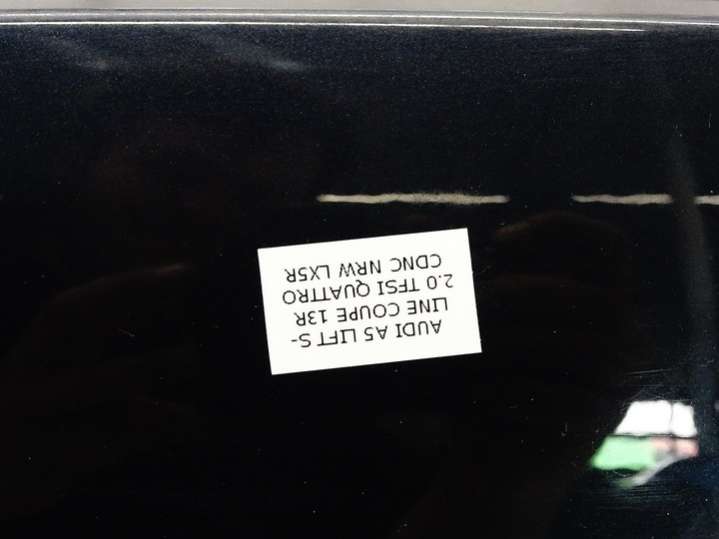 AUDI A5 LIFT S-
LINE COUPE 13R
2.0 TFSI QUATTRO
CDNC NRW LX5R